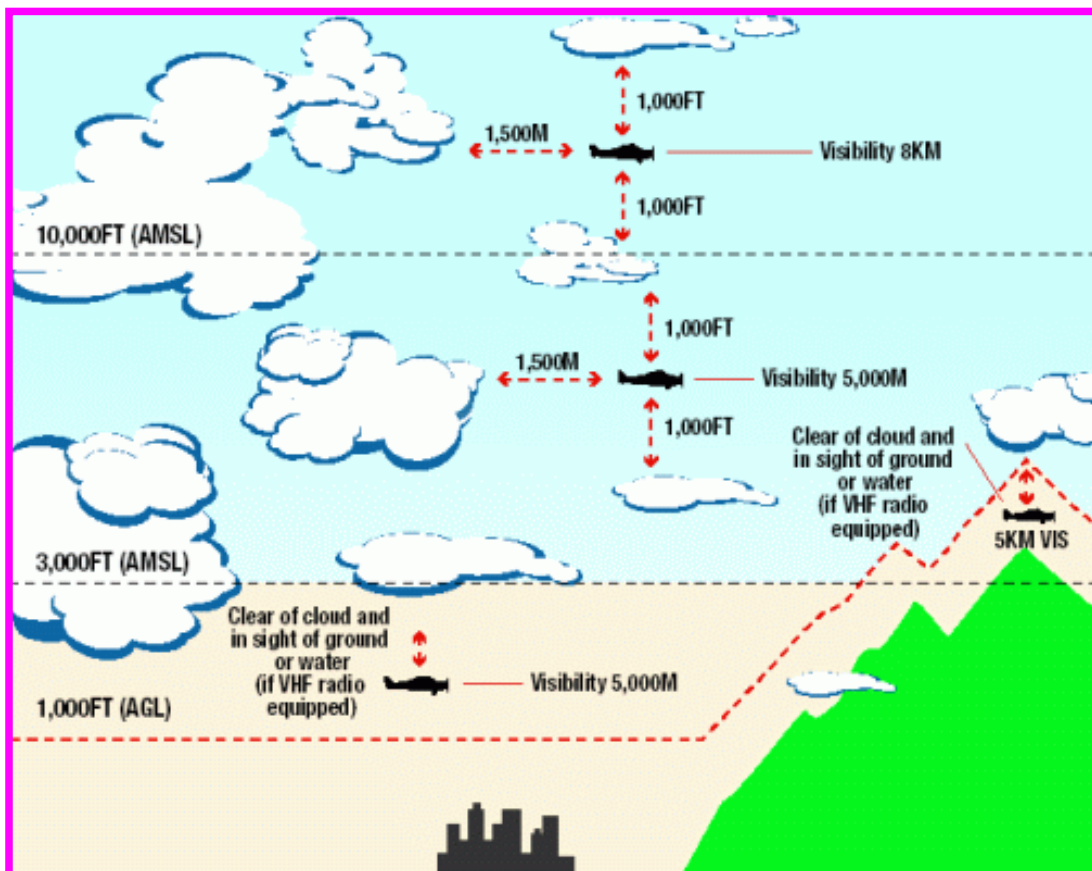 1,000FT
1,500M
Visibility 8KM
1,000FT
10,000FT (AMSL)
1,000FT
1,500M
Visibility 5,000M
1,000FT
Clear of cloud and
in sight of ground
or water
(if VHF radio
equipped)
5KM VIS
3,000FT (AMSL)
Clear of cloud and
in sight of ground
or water
(if VHF radio
equipped)
Visibility 5,000M
1,000FT (AGL)